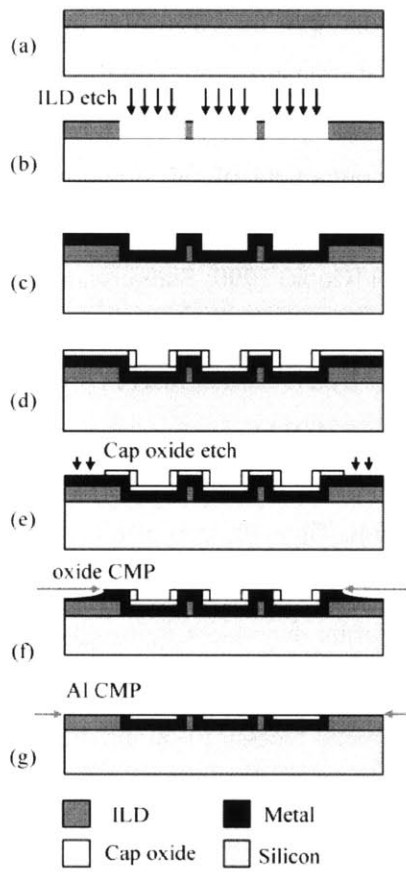 (a)
ILD etch
(b)
(c)
(d)
Cap oxide etch
(e)
oxide CMP
(f)
Al CMP
(g)
ILD Metal
Cap oxide Silicon